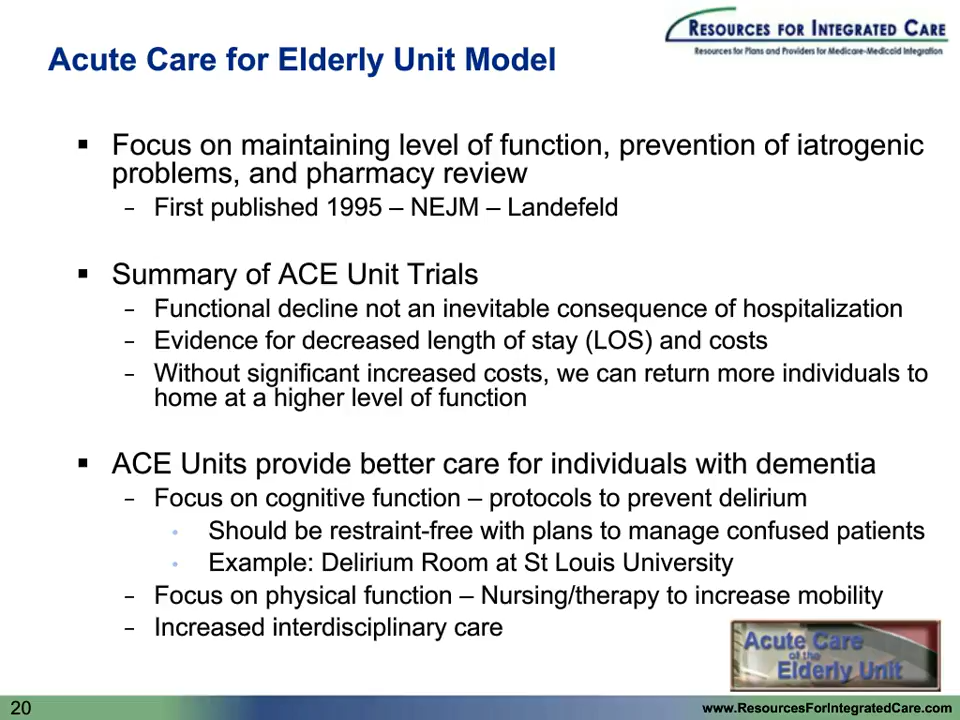 RESOURCES FOR INTEGRATED CARE
Resources for Plans and Providers for Medicare-Medicaid Integration
Acute Care for Elderly Unit Model
▪ Focus on maintaining level of function, prevention of iatrogenic
problems, and pharmacy review
– First published 1995 – NEJM – Landefeld
▪ Summary of ACE Unit Trials
– Functional decline not an inevitable consequence of hospitalization
– Evidence for decreased length of stay (LOS) and costs
– Without significant increased costs, we can return more individuals to
home at a higher level of function
▪ ACE Units provide better care for individuals with dementia
– Focus on cognitive function – protocols to prevent delirium
• Should be restraint-free with plans to manage confused patients
• Example: Delirium Room at St Louis University
– Focus on physical function – Nursing/therapy to increase mobility
– Increased interdisciplinary care
Acute Care
of the
Elderly Unit
20
www.ResourcesForIntegratedCare.com